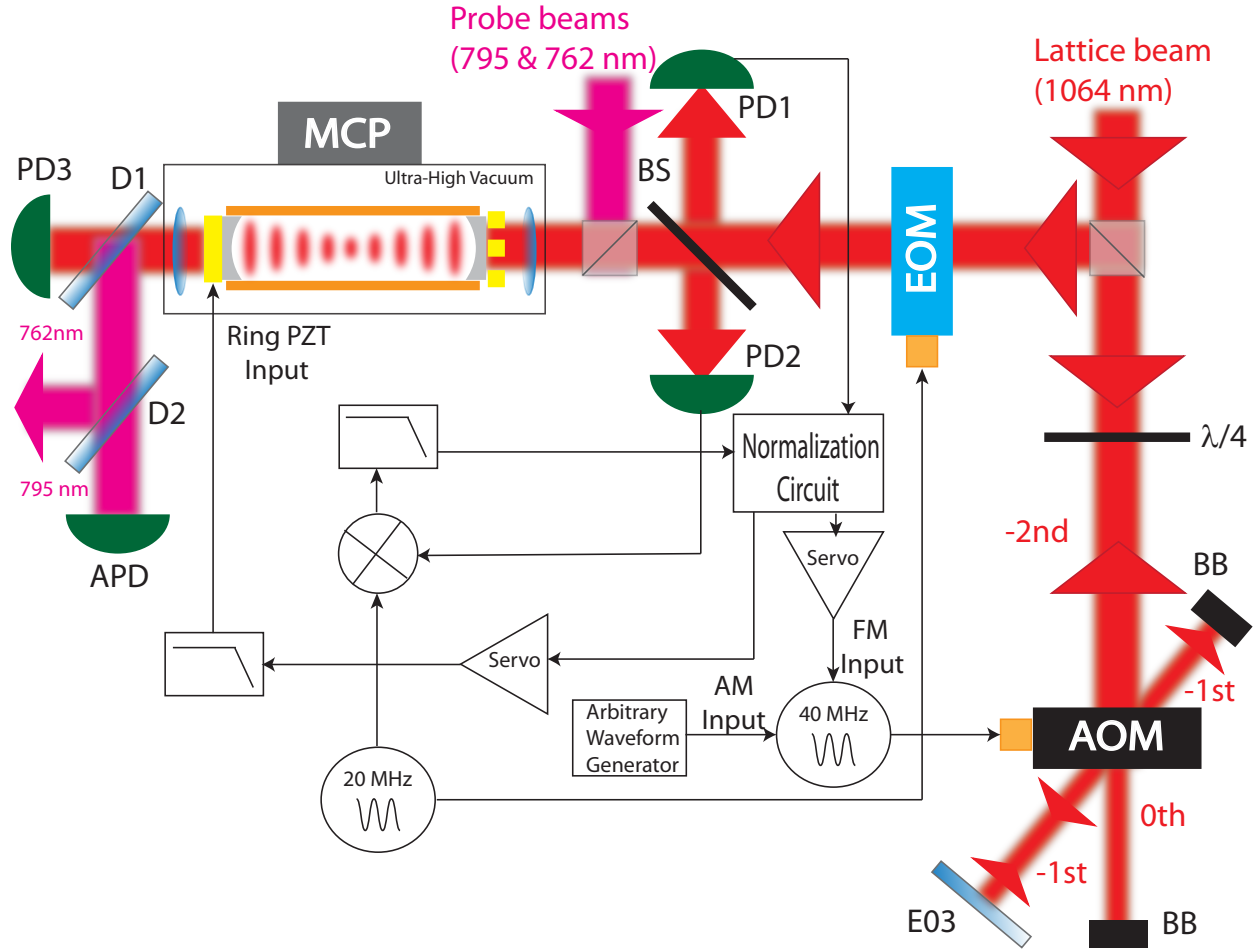 Probe beams
(795 & 762 nm)
Lattice beam
(1064 nm)
PD1
MCP
PD3
D1
Ultra-High Vacuum
BS
EOM
762nm
Ring PZT
Input
PD2
D2
λ/4
795 nm
Normalization
Circuit
APD
-2nd
Servo
BB
FM
Input
Servo
-1st
AM
Input
Arbitrary
Waveform
Generator
40 MHz
AOM
20 MHz
0th
-1st
E03
BB